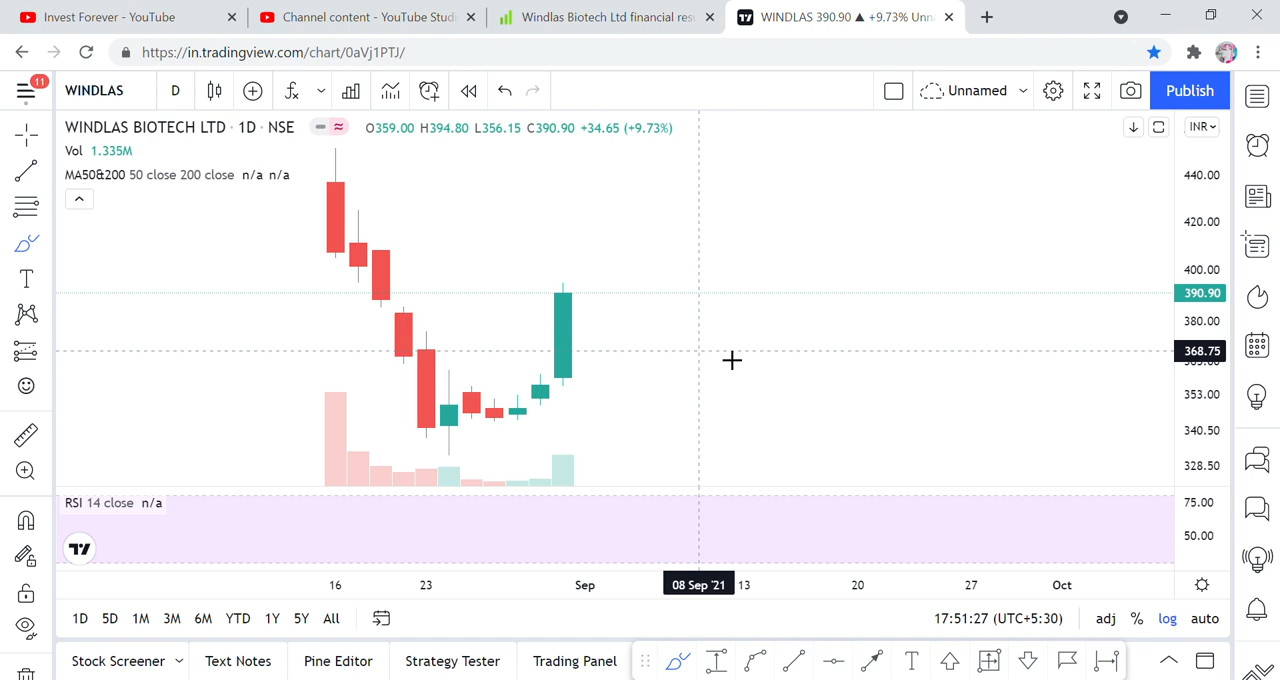 Invest Forever - YouTube
Channel content - YouTube Studi
Windlas Biotech Ltd financial res
WINDLAS 390.90 ▲ +9.73% Unn
https://in.tradingview.com/chart/0aVj1PTJ/
11
WINDLAS
D
Unnamed
Publish
WINDLAS BIOTECH LTD · 1D · NSE
O359.00 H394.80 L356.15 C390.90 +34.65 (+9.73%)
INR
Vol 1.335M
MA50&200 50 close 200 close n/a n/a
440.00
420.00
400.00
390.90
380.00
368.75
353.00
340.50
328.50
RSI 14 close n/a
75.00
50.00
16
23
Sep
08 Sep '21
13
20
27
Oct
1D 5D 1M 3M 6M YTD 1Y 5Y All
17:51:27 (UTC+5:30)
adj % log auto
Stock Screener
Text Notes
Pine Editor
Strategy Tester
Trading Panel